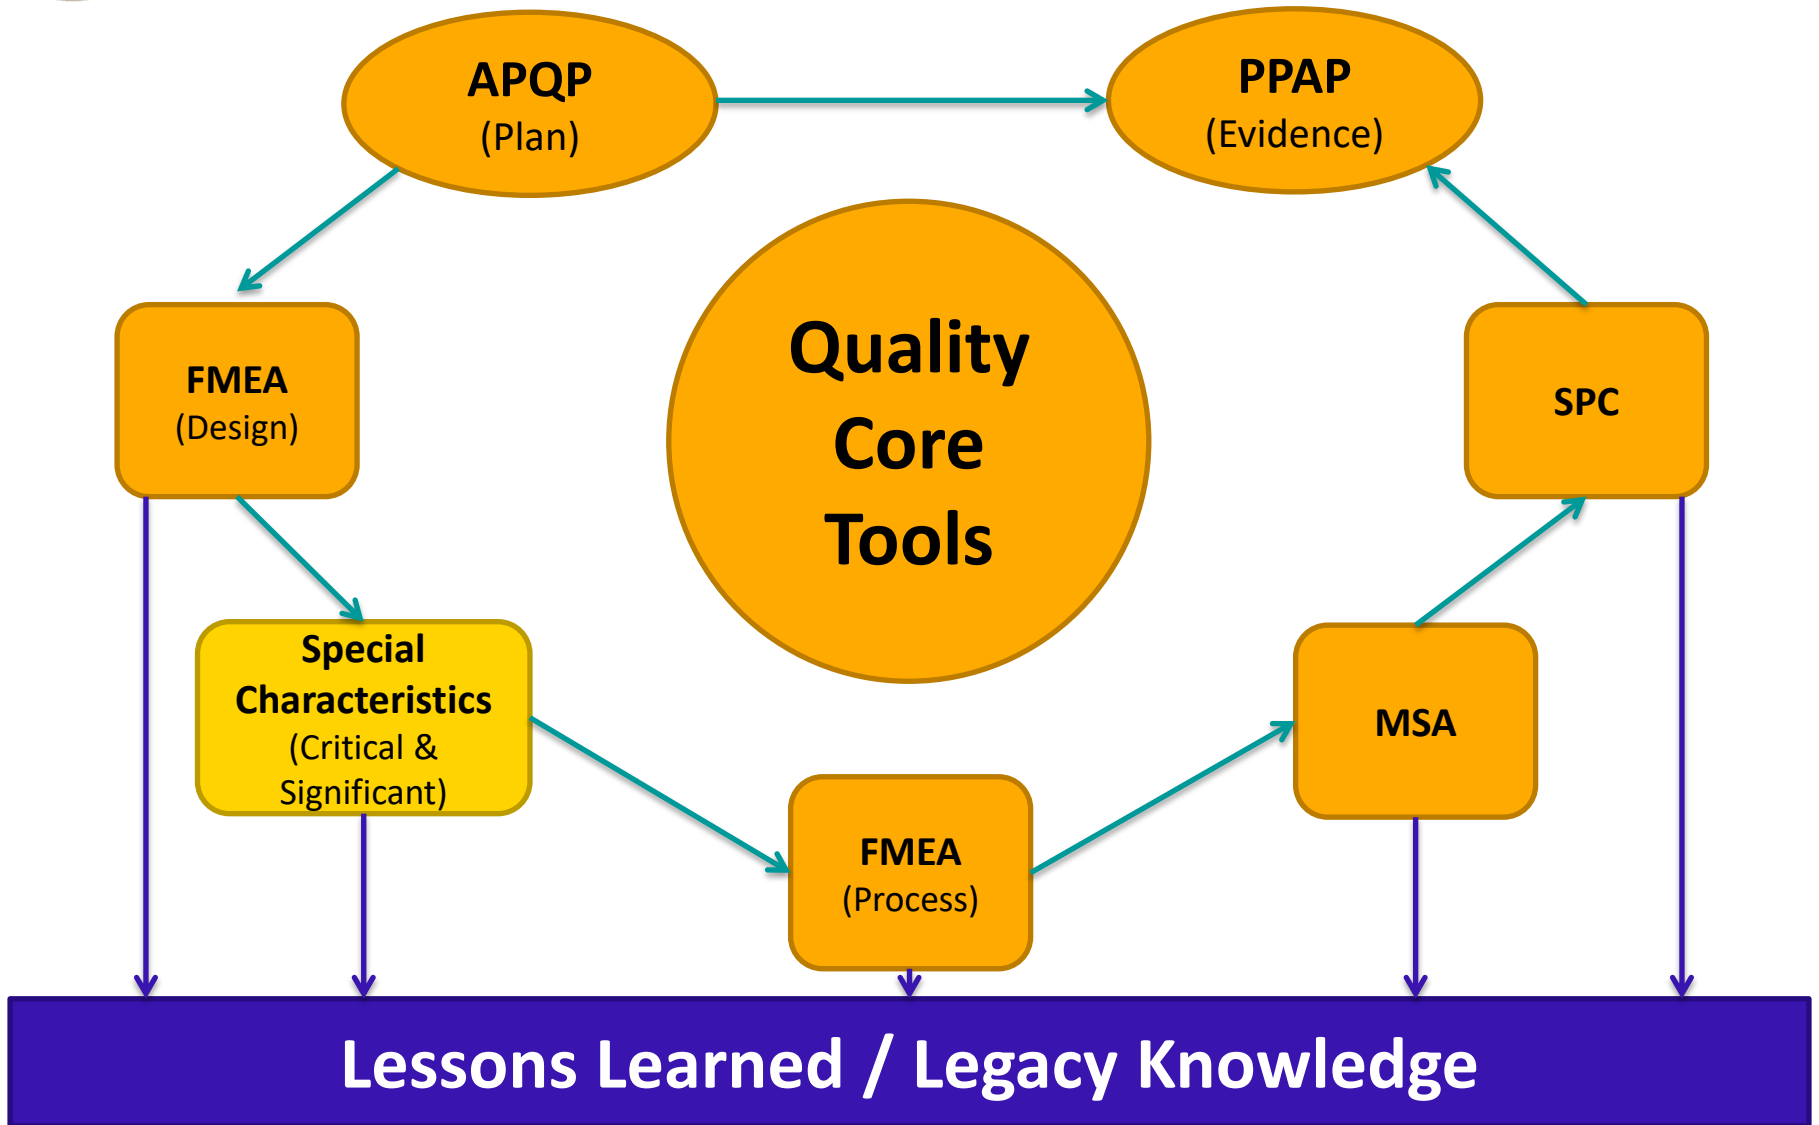 APQP
(Plan)
PPAP
(Evidence)
Quality
Core
Tools
FMEA
(Design)
SPC
Special
Characteristics
(Critical &
Significant)
MSA
FMEA
(Process)
Lessons Learned / Legacy Knowledge